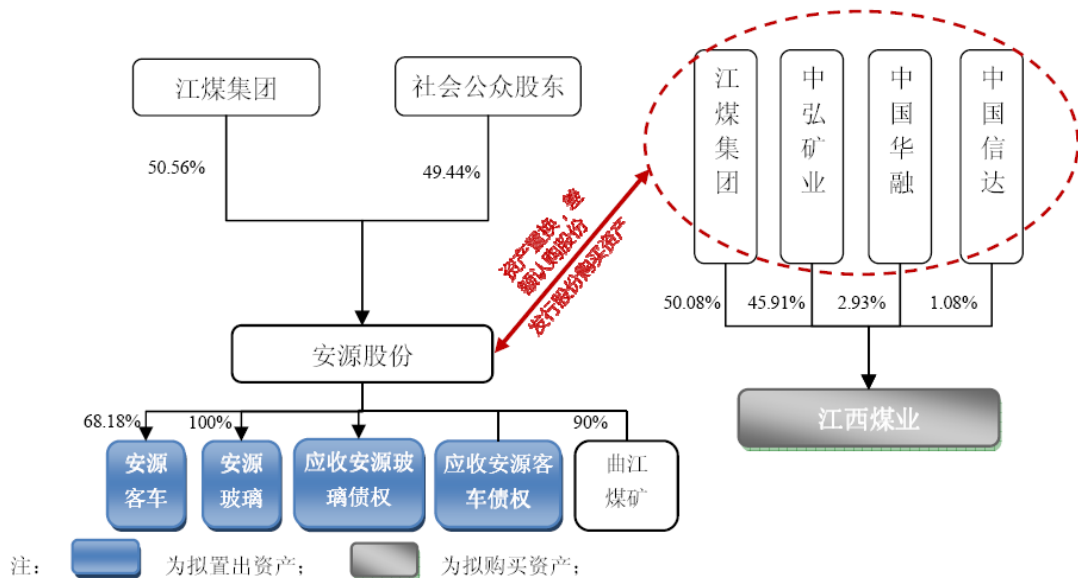 江煤集团
社会公众股东
50.56%
49.44%
江煤集团
中弘矿业
中国华融
中国信达
资产置换，差
额认购股份
发行股份购买资产
50.08%
45.91%
2.93%
1.08%
安源股份
江西煤业
68.18%
100%
90%
安源
客车
安源
玻璃
应收安源玻
璃债权
应收安源客
车债权
曲江
煤矿
注：
为拟置出资产；
为拟购买资产；